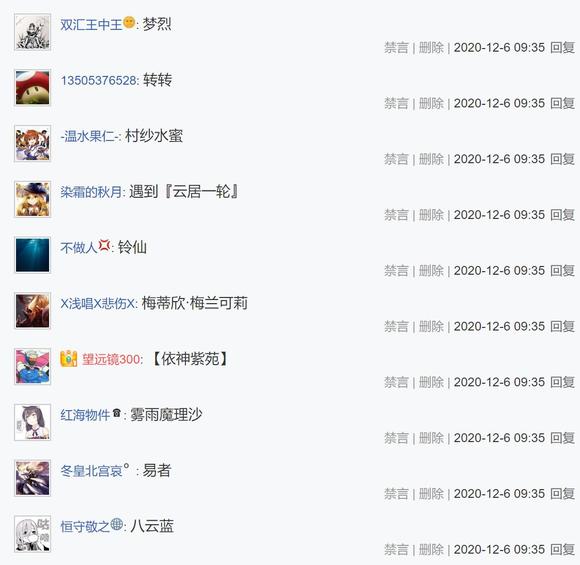 双汇王中王: 梦烈
禁言 | 删除 | 2020-12-6 09:35 回复
13505376528: 转转
禁言 | 删除 | 2020-12-6 09:35 回复
-温水果仁-: 村纱水蜜
禁言 | 删除 | 2020-12-6 09:35 回复
染霜的秋月: 遇到『云居一轮』
禁言 | 删除 | 2020-12-6 09:35 回复
不做人💢: 铃仙
禁言 | 删除 | 2020-12-6 09:35 回复
X浅唱X悲伤X: 梅蒂欣·梅兰可莉
禁言 | 删除 | 2020-12-6 09:35 回复
望远镜300: 【依神紫苑】
禁言 | 删除 | 2020-12-6 09:35 回复
红海物件☎: 雾雨魔理沙
禁言 | 删除 | 2020-12-6 09:35 回复
冬皇北宫哀° : 易者
禁言 | 删除 | 2020-12-6 09:35 回复
恒守敬之🌐: 八云蓝
禁言 | 删除 | 2020-12-6 09:35 回复